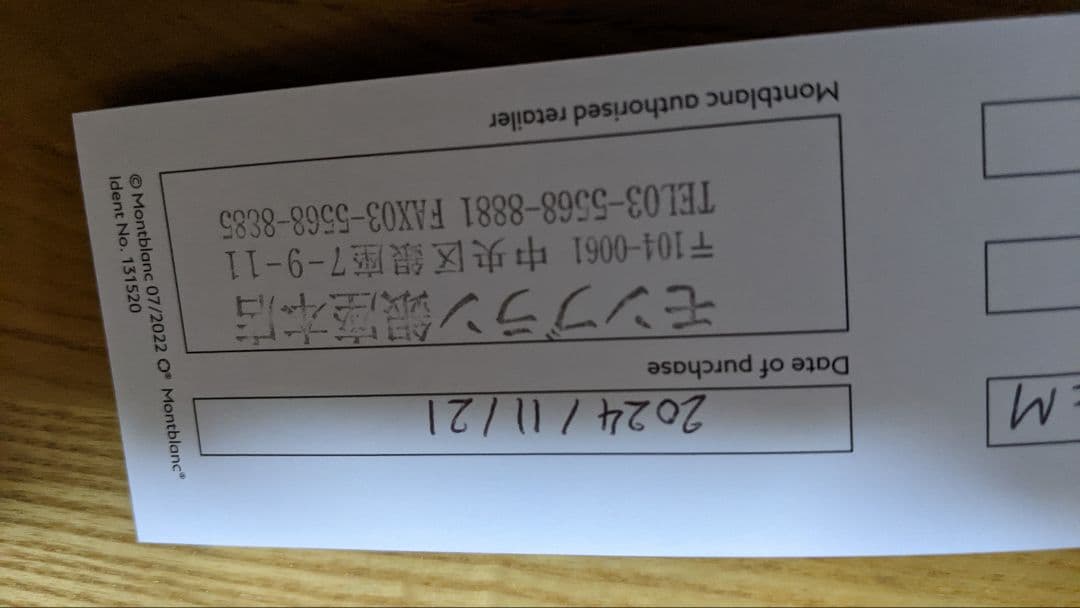 2024/11/21
Date of purchase
モンブラン銀座本店
〒104-0061 中央区銀座7-9-11
TEL03-5568-8881 FAX03-5568-8885
Montblanc authorised retailer
© Montblanc 07/2022 O® Montblanc®
Ident No. 131520